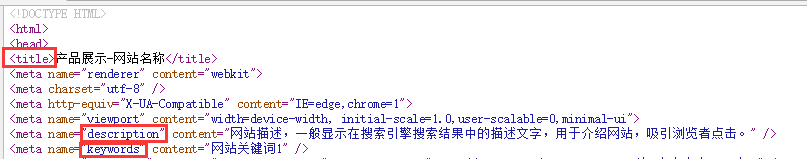 <!DOCTYPE HTML>
<html>
<head>
<title>产品展示-网站名称</title>
<meta name="renderer" content="webkit">
<meta charset="utf-8" />
<meta http-equiv="X-UA-Compatible" content="IE=edge,chrome=1">
<meta name="viewport" content="width=device-width, initial-scale=1.0,user-scalable=0,minimal-ui">
<meta name="description" content="网站描述，一般显示在搜索引擎搜索结果中的描述文字，用于介绍网站，吸引浏览者点击。" />
<meta name="keywords" content="网站关键词1" />